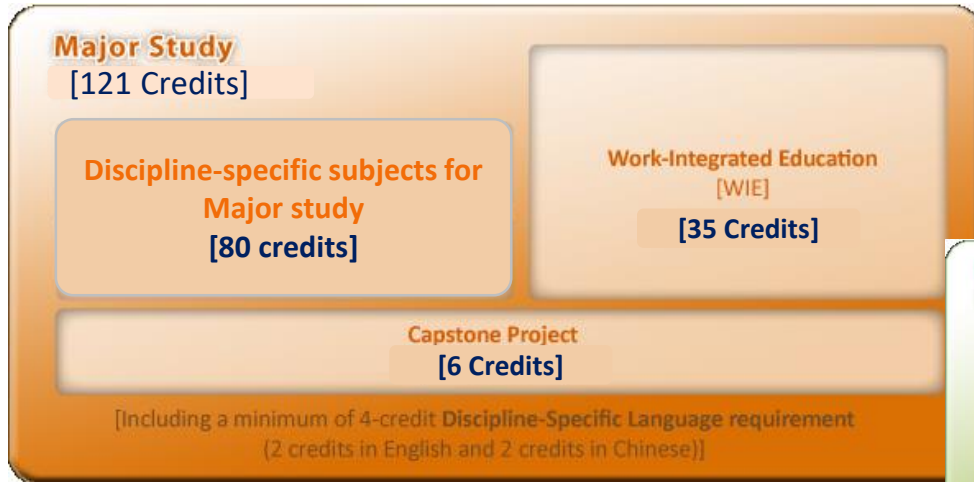 Major Study
[121 Credits]
Discipline-specific subjects for
Major study
[80 credits]
Work-Integrated Education
[WIE]
[35 Credits]
Capstone Project
[6 Credits]
[Including a minimum of 4-credit Discipline-Specific Language requirement
(2 credits in English and 2 credits in Chinese)]